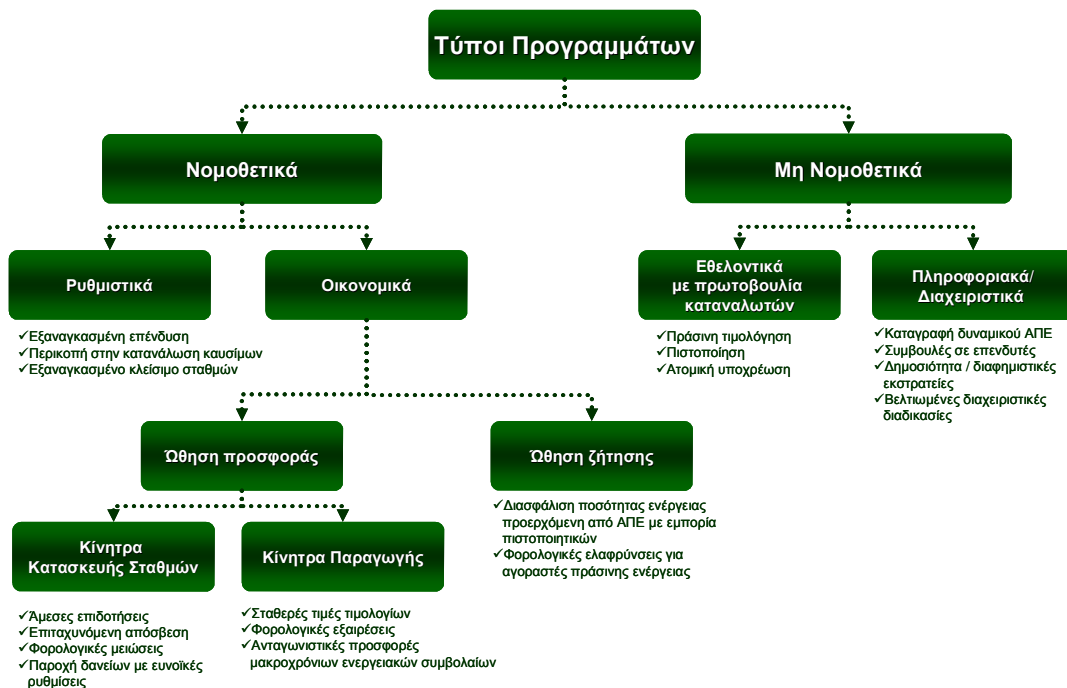 Τύποι Προγραμμάτων
Νομοθετικά
Μη Νομοθετικά
Ρυθμιστικά
Οικονομικά
Εθελοντικά
με πρωτοβουλία
καταναλωτών
Πληροφοριακά/
Διαχειριστικά
✓Εξαναγκασμένη επένδυση
✓Περικοπή στην κατανάλωση καυσίμων
✓Εξαναγκασμένο κλείσιμο σταθμών
✓Πράσινη τιμολόγηση
✓Πιστοποίηση
✓Ατομική υποχρέωση
✓Καταγραφή δυναμικού ΑΠΕ
✓Συμβουλές σε επενδυτές
✓Δημοσιότητα / διαφημιστικές
εκστρατείες
✓Βελτιωμένες διαχειριστικές
διαδικασίες
Ώθηση προσφοράς
Ώθηση ζήτησης
✓Διασφάλιση ποσότητας ενέργειας
προερχόμενη από ΑΠΕ με εμπορία
πιστοποιητικών
✓Φορολογικές ελαφρύνσεις για
αγοραστές πράσινης ενέργειας
Κίνητρα
Κατασκευής Σταθμών
Κίνητρα Παραγωγής
✓Άμεσες επιδοτήσεις
✓Επιταχυνόμενη απόσβεση
✓Φορολογικές μειώσεις
✓Παροχή δανείων με ευνοϊκές
ρυθμίσεις
✓Σταθερές τιμές τιμολογίων
✓Φορολογικές εξαιρέσεις
✓Ανταγωνιστικές προσφορές
μακροχρόνιων ενεργειακών συμβολαίων